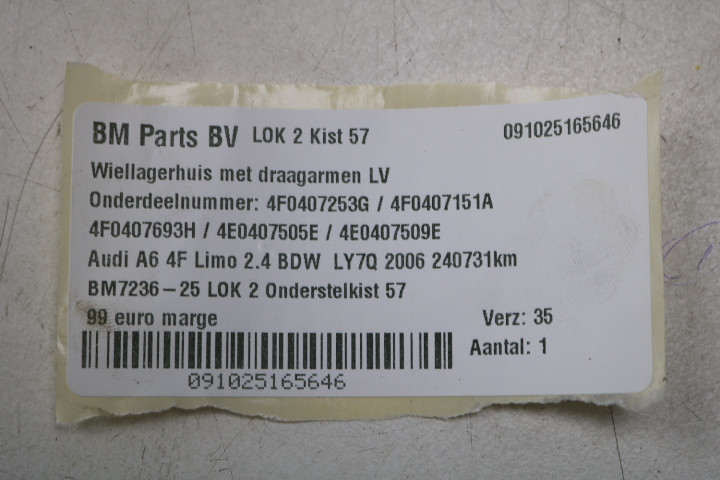 BM Parts BV LOK 2 Kist 57 091025165646
Wiellagerhuis met draagarmen LV
Onderdeelnummer: 4F0407253G / 4F0407151A
4F0407693H / 4E0407505E / 4E0407509E
Audi A6 4F Limo 2.4 BDW LY7Q 2006 240731km
BM7236-25 LOK 2 Onderstelkist 57
99 euro marge Verz: 35
Aantal: 1
091025165646